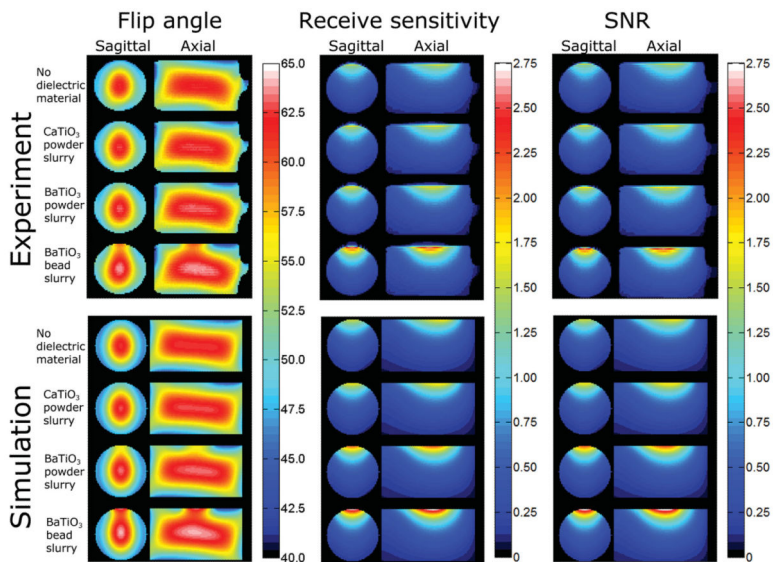 Flip angle
Receive sensitivity
SNR
Sagittal Axial
Sagittal Axial
Sagittal Axial
Experiment
No
dielectric
material
CaTiO₃
powder
slurry
BaTiO₃
powder
slurry
BaTiO₃
bead
slurry
65.0
62.5
60.0
57.5
55.0
52.5
50.0
47.5
45.0
42.5
40.0
2.75
2.50
2.25
2.00
1.75
1.50
1.25
1.00
0.75
0.50
0.25
0
2.75
2.50
2.25
2.00
1.75
1.50
1.25
1.00
0.75
0.50
0.25
0
Simulation
No
dielectric
material
CaTiO₃
powder
slurry
BaTiO₃
powder
slurry
BaTiO₃
bead
slurry